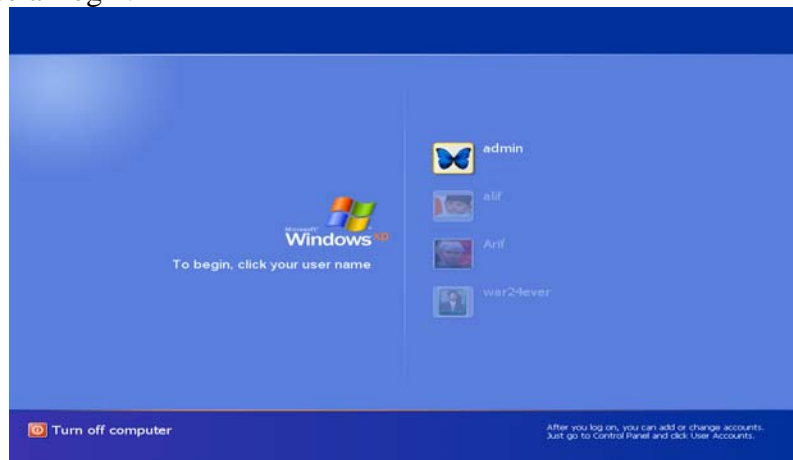 admin
alif
Microsoft
Windows xp
Arif
To begin, click your user name
war24ever
Turn off computer
After you log on, you can add or change accounts.
Just go to Control Panel and click User Accounts.